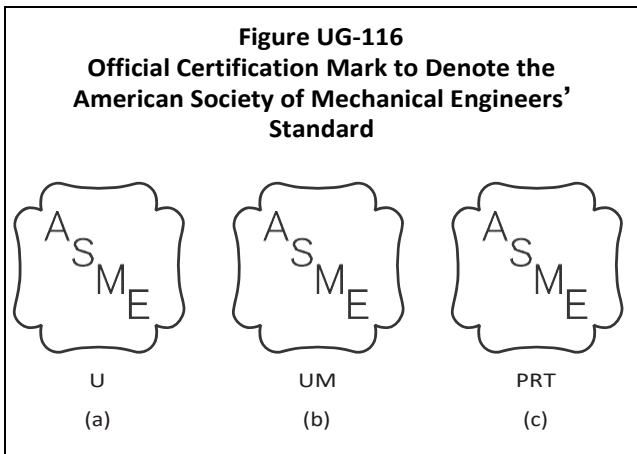 Figure UG-116
Official Certification Mark to Denote the
American Society of Mechanical Engineers’
Standard
ASME ASME ASME
U UM PRT
(a) (b) (c)